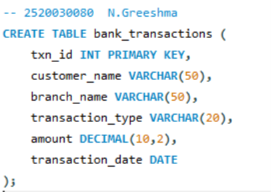 -- 2520030080  N.Greeshma
CREATE TABLE bank_transactions (
    txn_id INT PRIMARY KEY,
    customer_name VARCHAR(50),
    branch_name VARCHAR(50),
    transaction_type VARCHAR(20),
    amount DECIMAL(10,2),
    transaction_date DATE
);